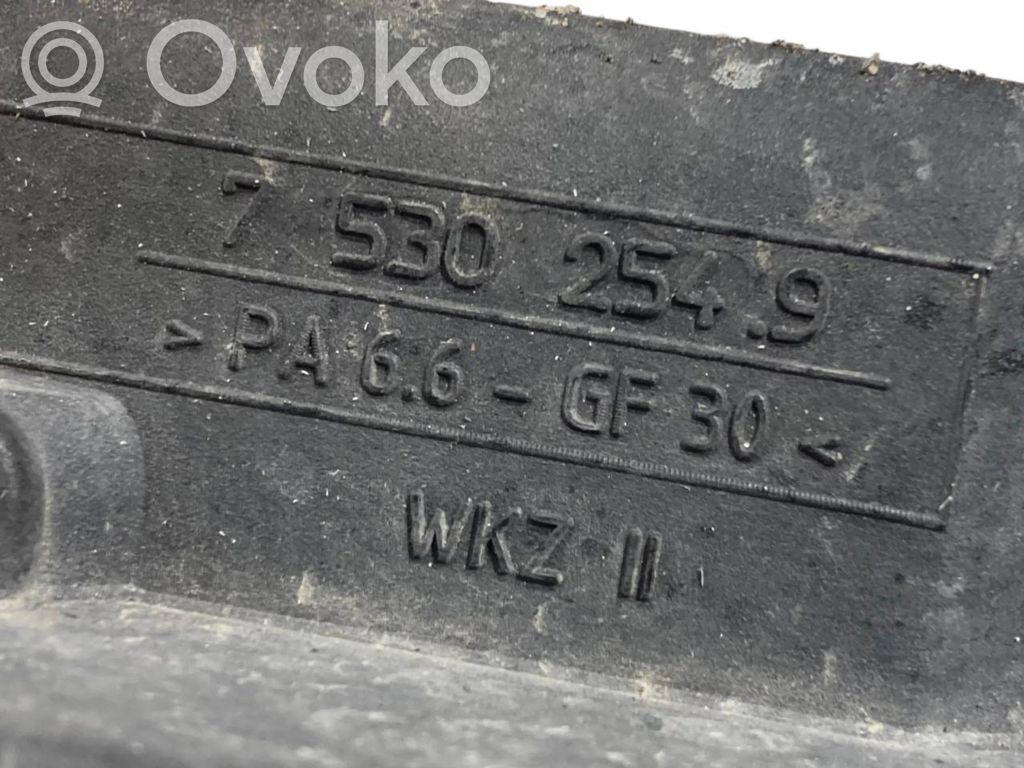 Ovoko
7 530 254.9
> PA 6.6 - GF 30 <
WKZ II